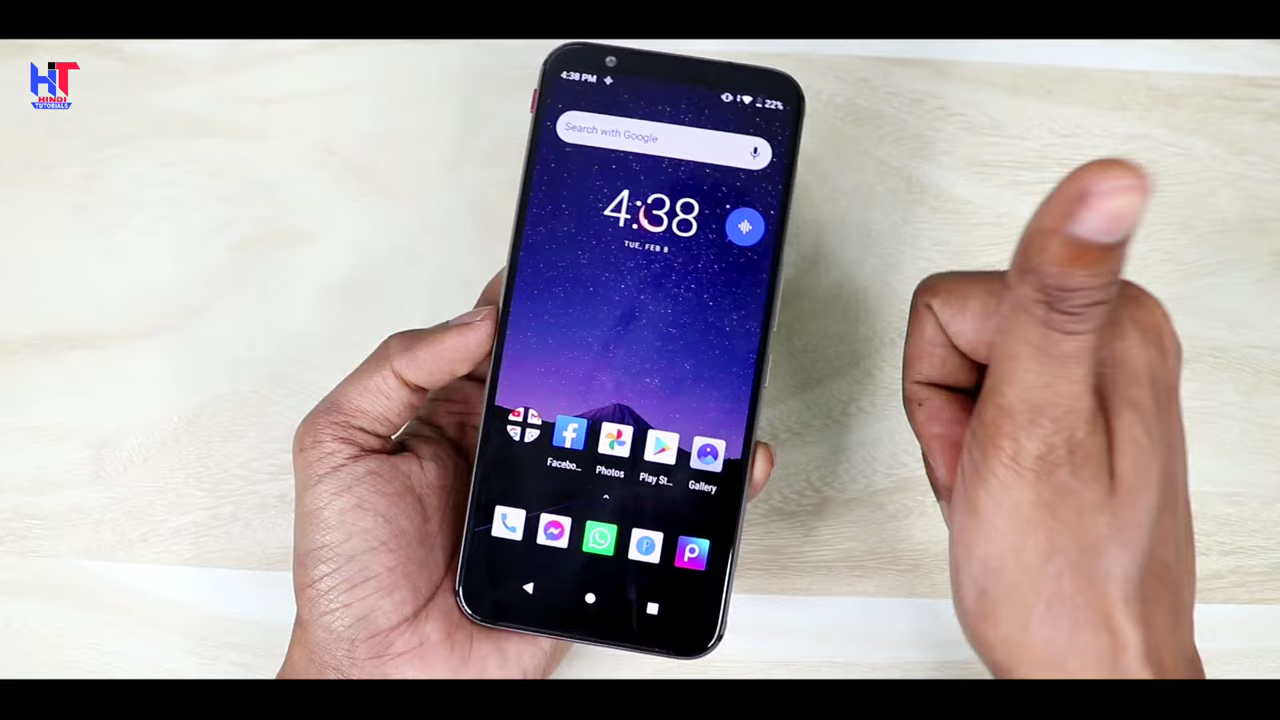 HT
HINDI
TUTORIALS
4:38 PM
22%
Search with Google
4:38
TUE, FEB 8
Facebo...
Photos
Play St...
Gallery